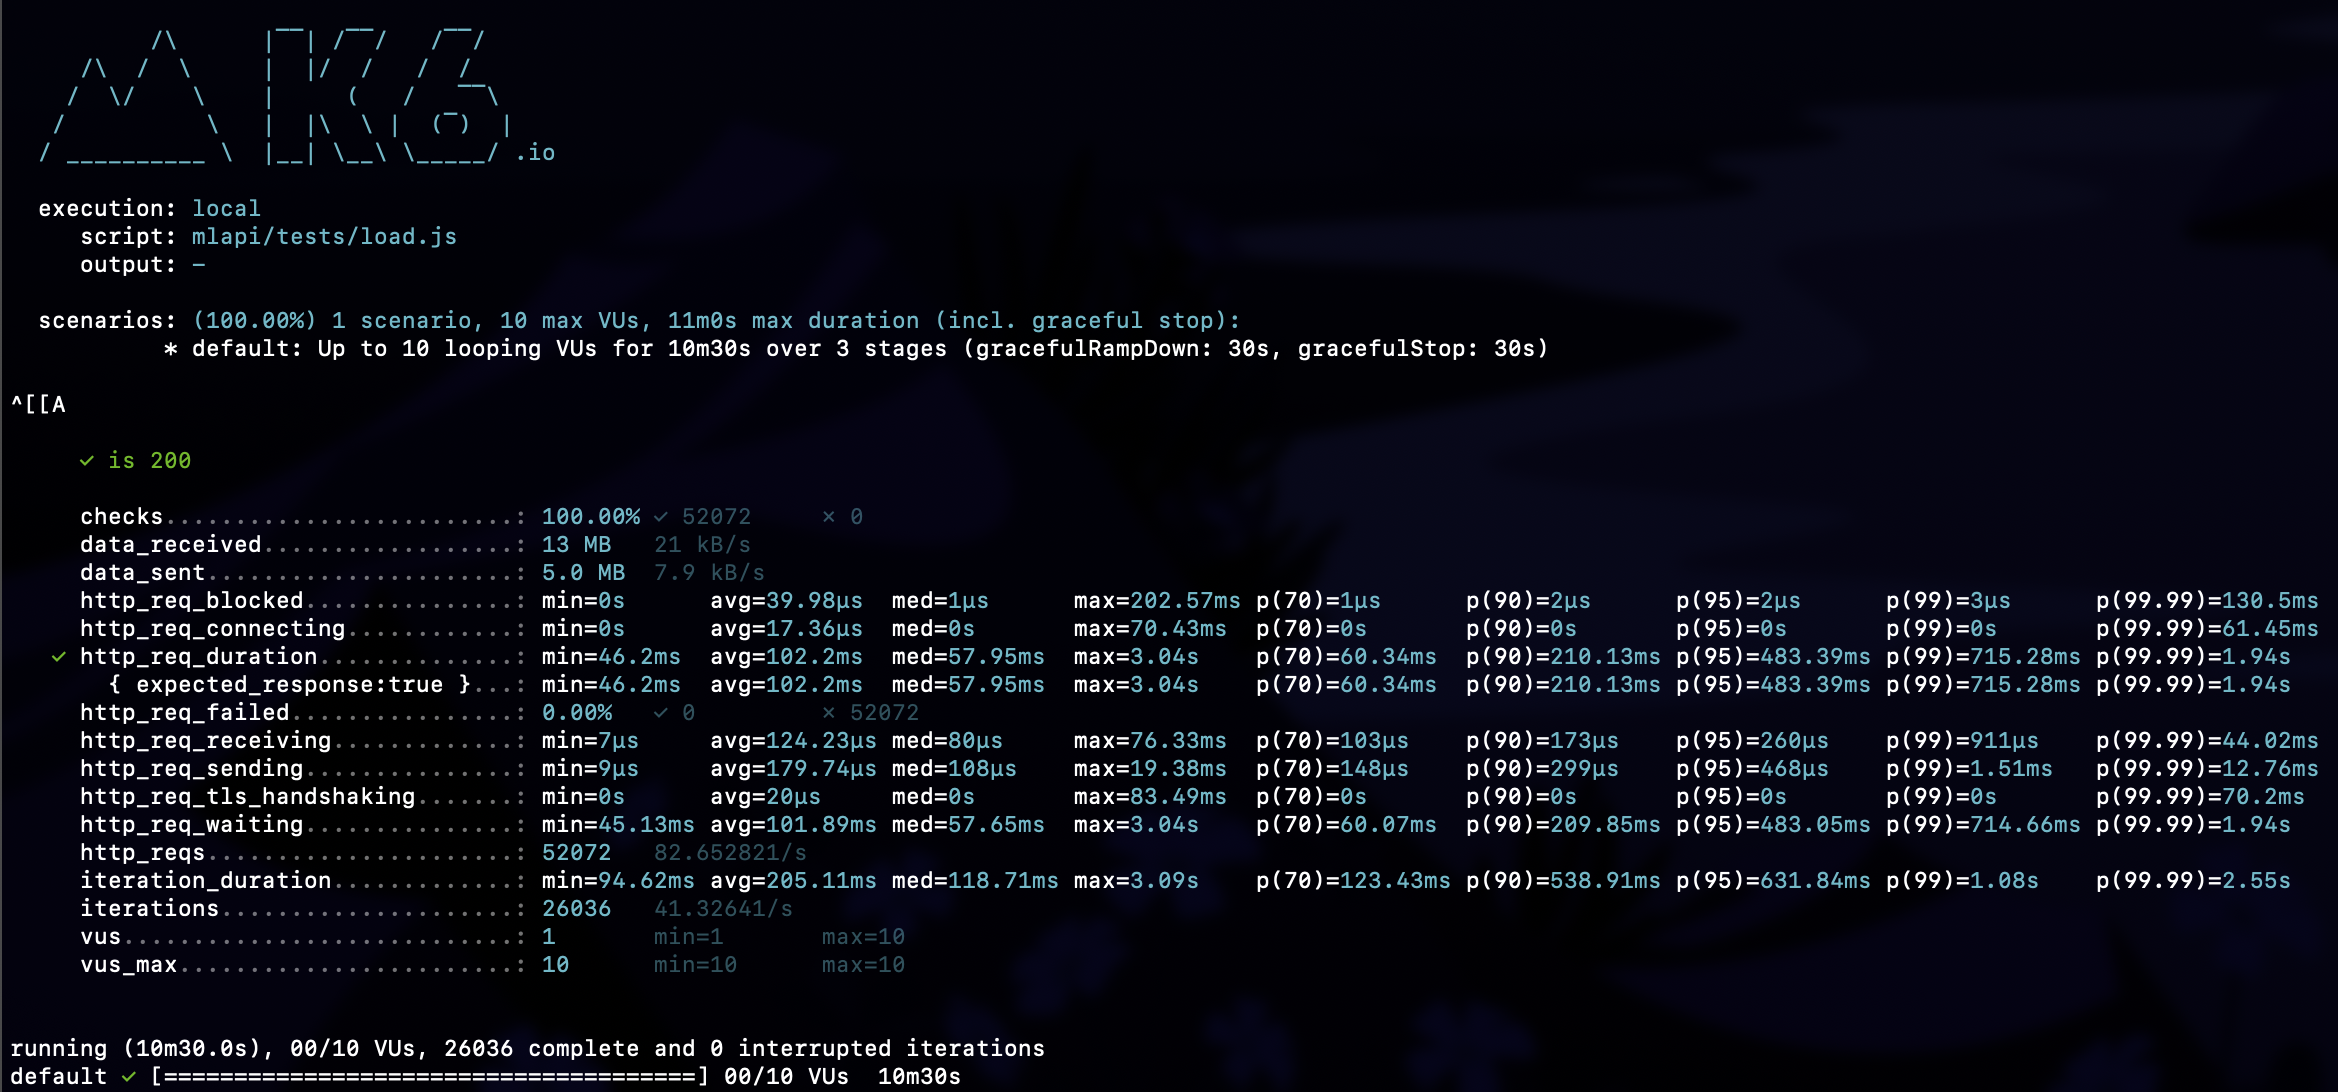 /\      |‾‾| /‾‾/   /‾‾/
     /\  /  \     |  |/  /   /  /
    /  \/    \    |     (   /   ‾‾\
   /          \   |  |\  \ |  (‾)  |
  / __________ \  |__| \__\ \_____/ .io
execution: local
script: mlapi/tests/load.js
output: -
scenarios: (100.00%) 1 scenario, 10 max VUs, 11m0s max duration (incl. graceful stop):
* default: Up to 10 looping VUs for 10m30s over 3 stages (gracefulRampDown: 30s, gracefulStop: 30s)
^[[A
✓ is 200
checks.........................: 100.00% ✓ 52072     ✗ 0
data_received..................: 13 MB   21 kB/s
data_sent......................: 5.0 MB  7.9 kB/s
http_req_blocked...............: min=0s      avg=39.98µs  med=1µs      max=202.57ms p(70)=1µs      p(90)=2µs      p(95)=2µs      p(99)=3µs      p(99.99)=130.5ms
http_req_connecting............: min=0s      avg=17.36µs  med=0s       max=70.43ms  p(70)=0s       p(90)=0s       p(95)=0s       p(99)=0s       p(99.99)=61.45ms
✓ http_req_duration..............: min=46.2ms  avg=102.2ms  med=57.95ms  max=3.04s    p(70)=60.34ms  p(90)=210.13ms p(95)=483.39ms p(99)=715.28ms p(99.99)=1.94s
{ expected_response:true }...: min=46.2ms  avg=102.2ms  med=57.95ms  max=3.04s    p(70)=60.34ms  p(90)=210.13ms p(95)=483.39ms p(99)=715.28ms p(99.99)=1.94s
http_req_failed................: 0.00%   ✓ 0         ✗ 52072
http_req_receiving.............: min=7µs     avg=124.23µs med=80µs     max=76.33ms  p(70)=103µs    p(90)=173µs    p(95)=260µs    p(99)=911µs    p(99.99)=44.02ms
http_req_sending...............: min=9µs     avg=179.74µs med=108µs    max=19.38ms  p(70)=148µs    p(90)=299µs    p(95)=468µs    p(99)=1.51ms   p(99.99)=12.76ms
http_req_tls_handshaking.......: min=0s      avg=20µs     med=0s       max=83.49ms  p(70)=0s       p(90)=0s       p(95)=0s       p(99)=0s       p(99.99)=70.2ms
http_req_waiting...............: min=45.13ms avg=101.89ms med=57.65ms  max=3.04s    p(70)=60.07ms  p(90)=209.85ms p(95)=483.05ms p(99)=714.66ms p(99.99)=1.94s
http_reqs......................: 52072   82.652821/s
iteration_duration.............: min=94.62ms avg=205.11ms med=118.71ms max=3.09s    p(70)=123.43ms p(90)=538.91ms p(95)=631.84ms p(99)=1.08s    p(99.99)=2.55s
iterations.....................: 26036   41.32641/s
vus............................: 1       min=1       max=10
vus_max........................: 10      min=10      max=10
running (10m30.0s), 00/10 VUs, 26036 complete and 0 interrupted iterations
default ✓ [======================================] 00/10 VUs  10m30s